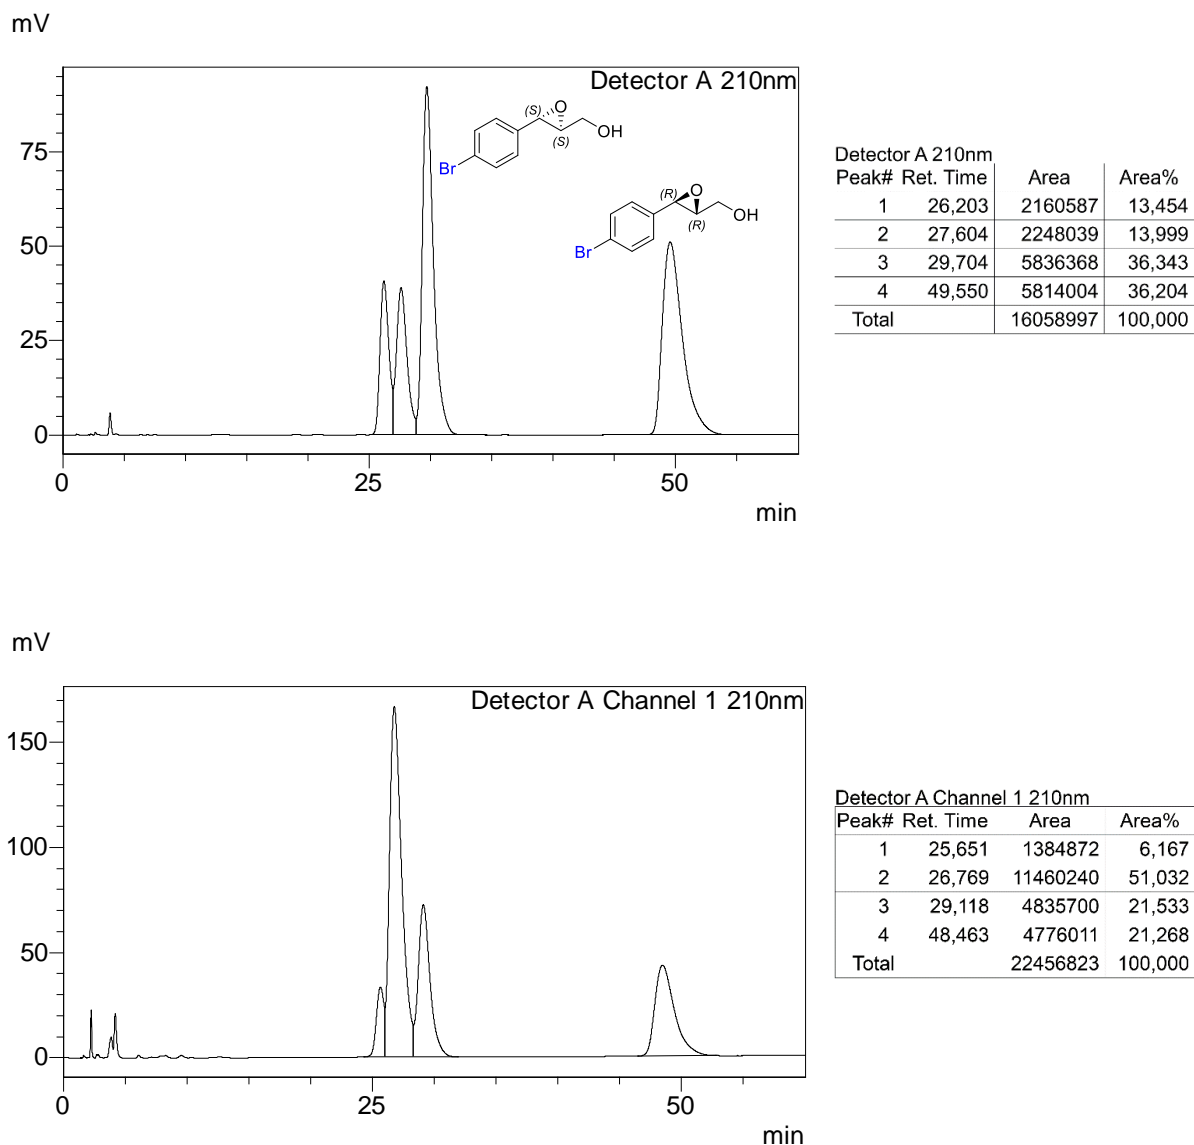 mV
Detector A 210nm
75
50
25
0
0 25 50
min
(S) O
(S) OH
Br
(R) O
(R) OH
Br
Detector A 210nm
Peak# Ret. Time Area Area%
1 26,203 2160587 13,454
2 27,604 2248039 13,999
3 29,704 5836368 36,343
4 49,550 5814004 36,204
Total 16058997 100,000
mV
Detector A Channel 1 210nm
150
100
50
0
0 25 50
min
Detector A Channel 1 210nm
Peak# Ret. Time Area Area%
1 25,651 1384872 6,167
2 26,769 11460240 51,032
3 29,118 4835700 21,533
4 48,463 4776011 21,268
Total 22456823 100,000